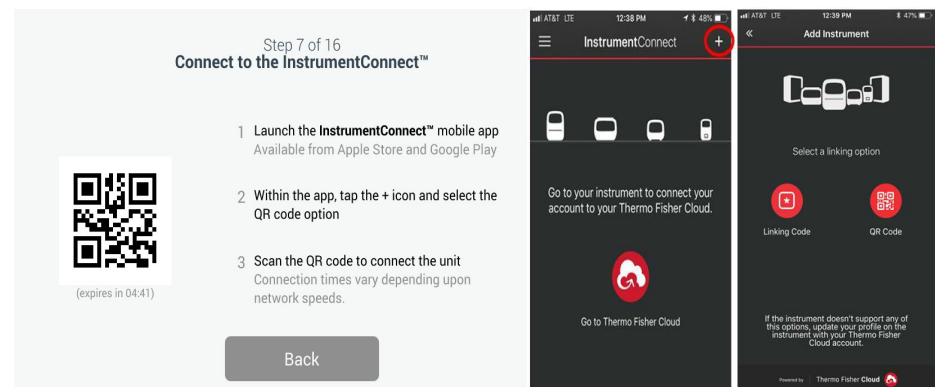 Step 7 of 16
Connect to the InstrumentConnect™
1 Launch the InstrumentConnect™ mobile app
Available from Apple Store and Google Play
2 Within the app, tap the + icon and select the
QR code option
3 Scan the QR code to connect the unit
Connection times vary depending upon
network speeds.
(expires in 04:41)
Back
AT&T LTE 12:38 PM 48%
InstrumentConnect +
Go to your instrument to connect your
account to your Thermo Fisher Cloud.
Go to Thermo Fisher Cloud
AT&T LTE 12:39 PM 47%
« Add Instrument
Select a linking option
Linking Code QR Code
If the instrument doesn't support any of
this options, update your profile on the
instrument with your Thermo Fisher
Cloud account.
Powered by Thermo Fisher Cloud